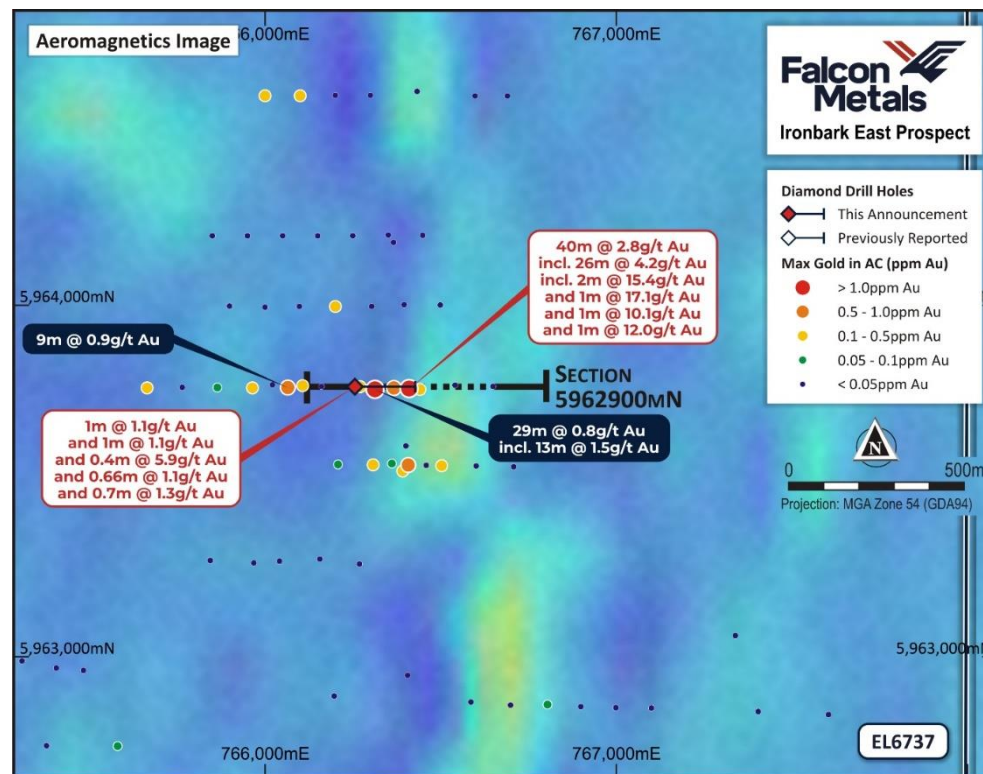 Aeromagnetics Image
66,000mE
767,000mE
Falcon
Metals
Ironbark East Prospect
Diamond Drill Holes
This Announcement
Previously Reported
Max Gold in AC (ppm Au)
> 1.0ppm Au
0.5 - 1.0ppm Au
0.1 - 0.5ppm Au
0.05 - 0.1ppm Au
< 0.05ppm Au
40m @ 2.8g/t Au
incl. 26m @ 4.2g/t Au
incl. 2m @ 15.4g/t Au
and 1m @ 17.1g/t Au
and 1m @ 10.1g/t Au
and 1m @ 12.0g/t Au
5,964,000mN
9m @ 0.9g/t Au
SECTION
5962900MN
1m @ 1.1g/t Au
and 1m @ 1.1g/t Au
and 0.4m @ 5.9g/t Au
and 0.66m @ 1.1g/t Au
and 0.7m @ 1.3g/t Au
29m @ 0.8g/t Au
incl. 13m @ 1.5g/t Au
N
0 500m
Projection: MGA Zone 54 (GDA94)
5,963,000mN
5,963,000mN
766,000mE
767,000mE
EL6737